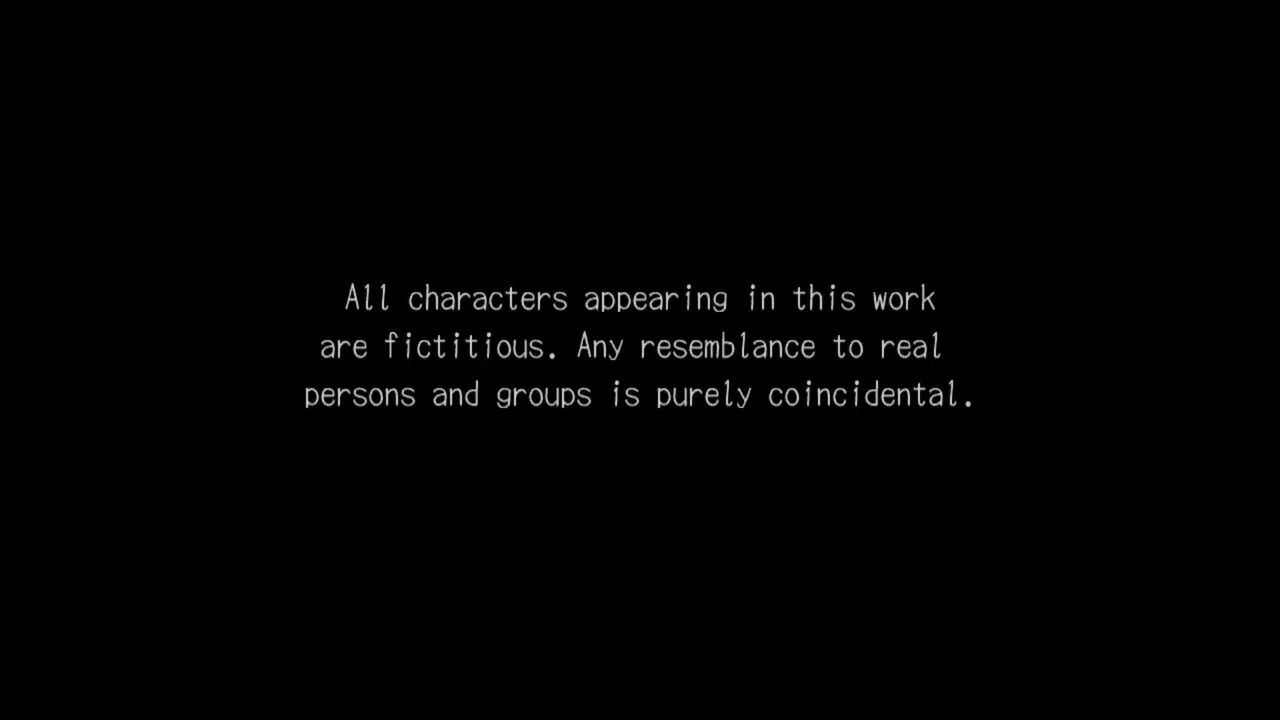 All characters appearing in this work
are fictitious. Any resemblance to real
persons and groups is purely coincidental.